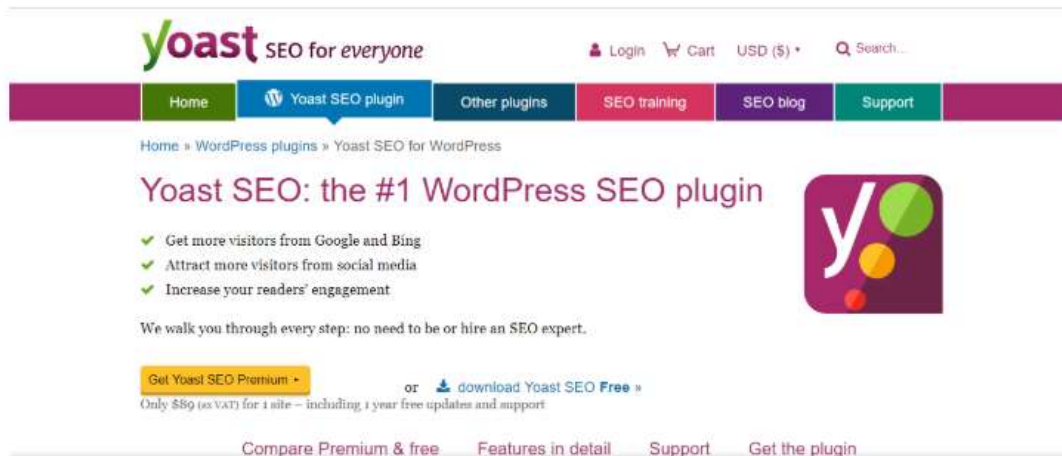 yoast SEO for everyone
Login Cart USD ($) Search...
Home Yoast SEO plugin Other plugins SEO training SEO blog Support
Home » WordPress plugins » Yoast SEO for WordPress
Yoast SEO: the #1 WordPress SEO plugin
Get more visitors from Google and Bing
Attract more visitors from social media
Increase your readers' engagement
We walk you through every step: no need to be or hire an SEO expert.
Get Yoast SEO Premium or download Yoast SEO Free »
Only $89 (ex VAT) for 1 site – including 1 year free updates and support
Compare Premium & free Features in detail Support Get the plugin
y